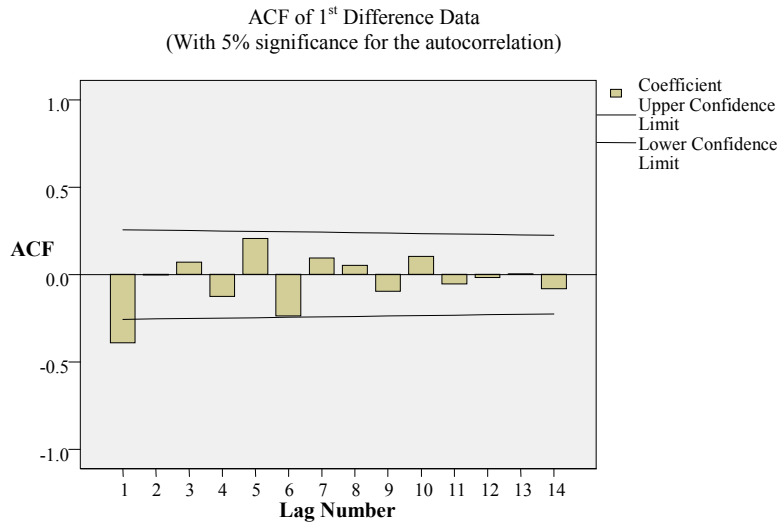 ACF of 1st Difference Data
(With 5% significance for the autocorrelation)
1.0
0.5
0.0
-0.5
-1.0
ACF
1 2 3 4 5 6 7 8 9 10 11 12 13 14
Lag Number
Coefficient
Upper Confidence
Limit
Lower Confidence
Limit